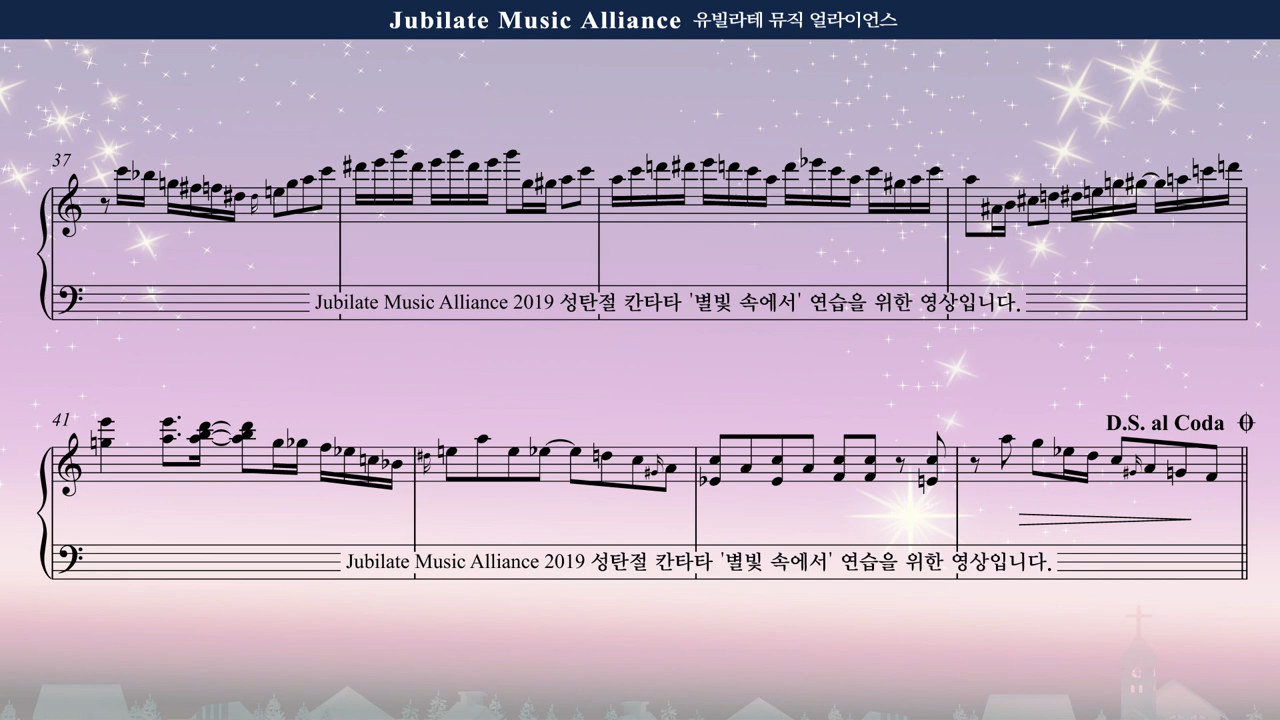 Jubilate Music Alliance 유빌라테 뮤직 얼라이언스
37
Jubilate Music Alliance 2019 성탄절 칸타타 '별빛 속에서' 연습을 위한 영상입니다.
41
D.S. al Coda
Jubilate Music Alliance 2019 성탄절 칸타타 '별빛 속에서' 연습을 위한 영상입니다.